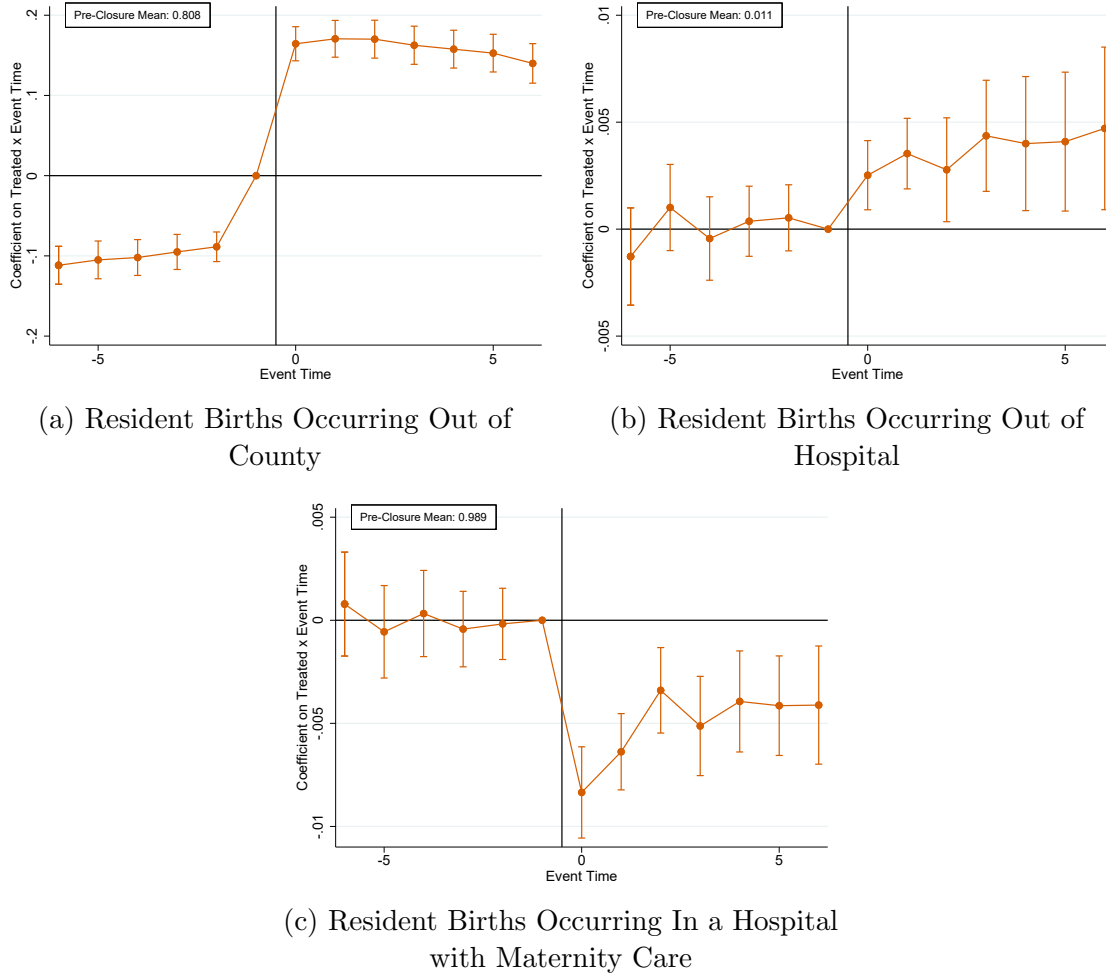 Pre-Closure Mean: 0.808
Coefficient on Treated x Event Time
.2
.1
0
-.1
-.2
-5
0
5
Event Time
(a) Resident Births Occurring Out of
County
Pre-Closure Mean: 0.011
Coefficient on Treated x Event Time
.01
.005
0
-.005
-5
0
5
Event Time
(b) Resident Births Occurring Out of
Hospital
Pre-Closure Mean: 0.989
Coefficient on Treated x Event Time
.005
0
-.005
-.01
-5
0
5
Event Time
(c) Resident Births Occurring In a Hospital
with Maternity Care